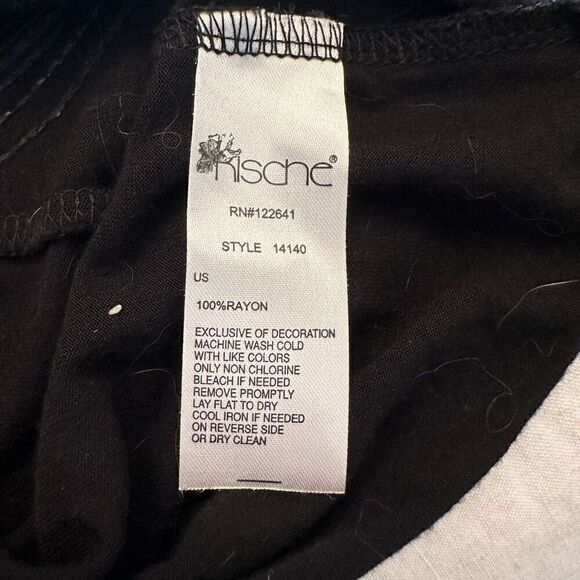 Kische®
RN#122641
STYLE 14140
US
100%RAYON
EXCLUSIVE OF DECORATION
MACHINE WASH COLD
WITH LIKE COLORS
ONLY NON CHLORINE
BLEACH IF NEEDED
REMOVE PROMPTLY
LAY FLAT TO DRY
COOL IRON IF NEEDED
ON REVERSE SIDE
OR DRY CLEAN